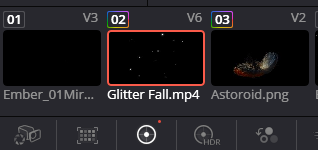 01 V3 02 V6 03 V2
Ember_01Mir... Glitter Fall.mp4 Astoroid.png
HDR